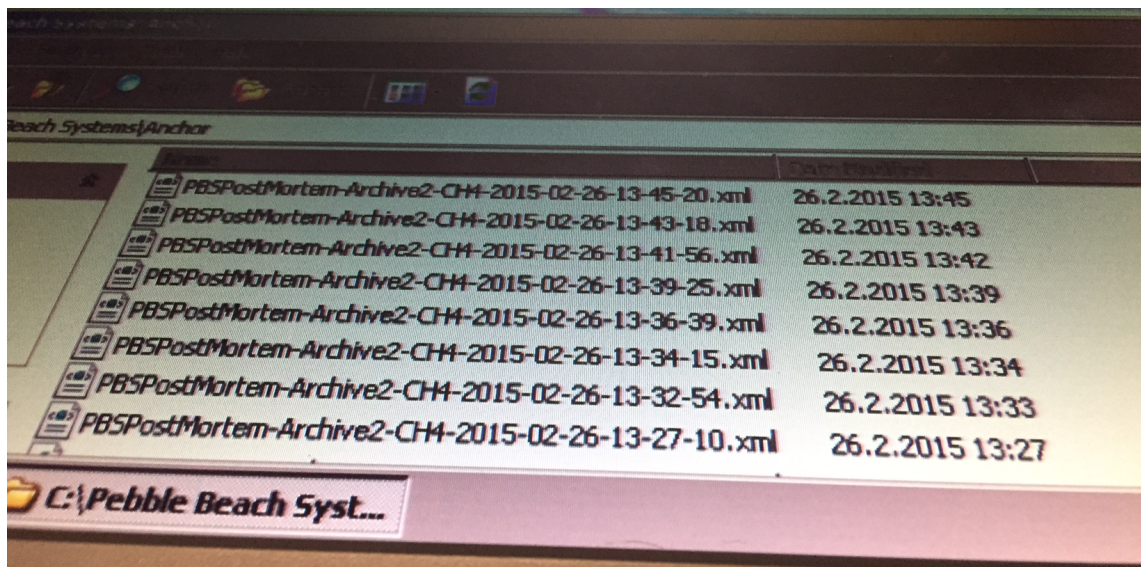 each Systems\Anchor
Beach Systems\Anchor
Name Date Modified
PBSPostMortem-Archive2-CH4-2015-02-26-13-45-20.xml 26.2.2015 13:45
PBSPostMortem-Archive2-CH4-2015-02-26-13-43-18.xml 26.2.2015 13:43
PBSPostMortem-Archive2-CH4-2015-02-26-13-41-56.xml 26.2.2015 13:42
PBSPostMortem-Archive2-CH4-2015-02-26-13-39-25.xml 26.2.2015 13:39
PBSPostMortem-Archive2-CH4-2015-02-26-13-36-39.xml 26.2.2015 13:36
PBSPostMortem-Archive2-CH4-2015-02-26-13-34-15.xml 26.2.2015 13:34
PBSPostMortem-Archive2-CH4-2015-02-26-13-32-54.xml 26.2.2015 13:33
PBSPostMortem-Archive2-CH4-2015-02-26-13-27-10.xml 26.2.2015 13:27
C:\Pebble Beach Syst...